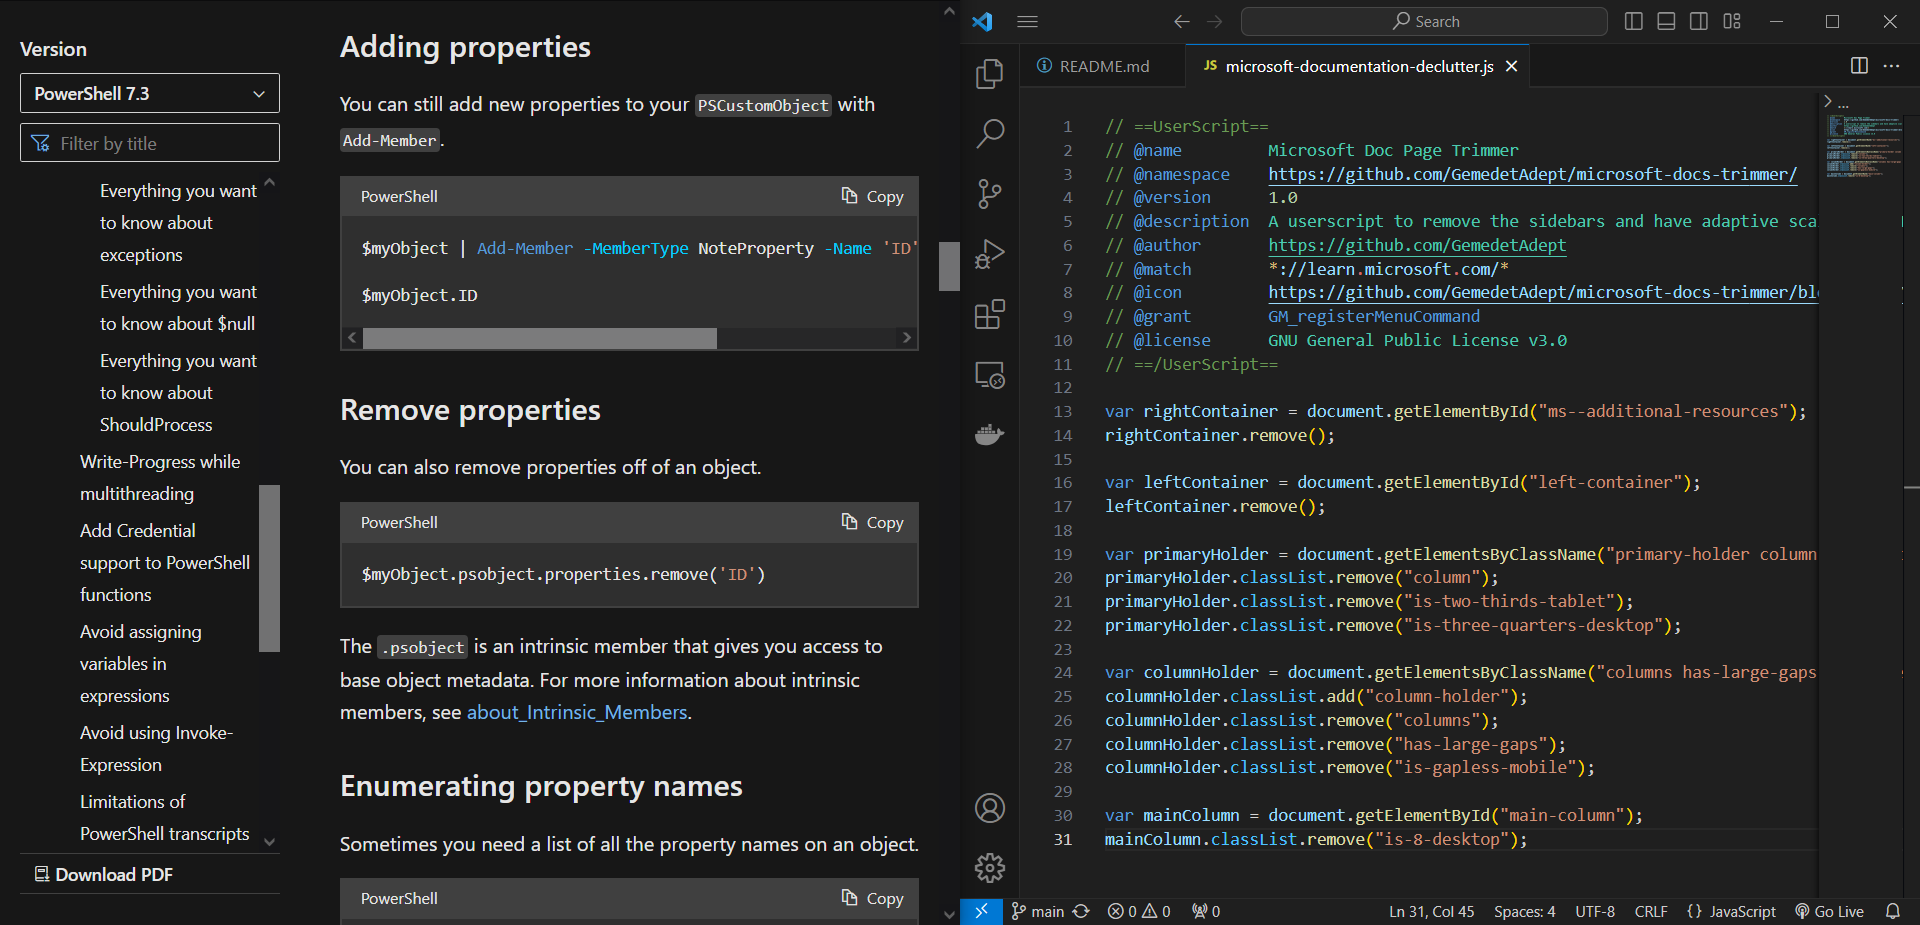 Version
PowerShell 7.3
Filter by title
Everything you want
to know about
exceptions
Everything you want
to know about $null
Everything you want
to know about
ShouldProcess
Write-Progress while
multithreading
Add Credential
support to PowerShell
functions
Avoid assigning
variables in
expressions
Avoid using Invoke-
Expression
Limitations of
PowerShell transcripts
Download PDF
Adding properties
You can still add new properties to your PSCustomObject with
Add-Member.
PowerShell Copy
$myObject | Add-Member -MemberType NoteProperty -Name 'ID'
$myObject.ID
Remove properties
You can also remove properties off of an object.
PowerShell Copy
$myObject.psobject.properties.remove('ID')
The .psobject is an intrinsic member that gives you access to
base object metadata. For more information about intrinsic
members, see about_Intrinsic_Members.
Enumerating property names
Sometimes you need a list of all the property names on an object.
PowerShell Copy
Search
README.md
JS microsoft-documentation-declutter.js
...
1 // ==UserScript==
2 // @name Microsoft Doc Page Trimmer
3 // @namespace https://github.com/GemedetAdept/microsoft-docs-trimmer/
4 // @version 1.0
5 // @description A userscript to remove the sidebars and have adaptive sca
6 // @author https://github.com/GemedetAdept
7 // @match *://learn.microsoft.com/*
8 // @icon https://github.com/GemedetAdept/microsoft-docs-trimmer/bl
9 // @grant GM_registerMenuCommand
10 // @license GNU General Public License v3.0
11 // ==/UserScript==
12
13 var rightContainer = document.getElementById("ms--additional-resources");
14 rightContainer.remove();
15
16 var leftContainer = document.getElementById("left-container");
17 leftContainer.remove();
18
19 var primaryHolder = document.getElementsByClassName("primary-holder column
20 primaryHolder.classList.remove("column");
21 primaryHolder.classList.remove("is-two-thirds-tablet");
22 primaryHolder.classList.remove("is-three-quarters-desktop");
23
24 var columnHolder = document.getElementsByClassName("columns has-large-gaps
25 columnHolder.classList.add("column-holder");
26 columnHolder.classList.remove("columns");
27 columnHolder.classList.remove("has-large-gaps");
28 columnHolder.classList.remove("is-gapless-mobile");
29
30 var mainColumn = document.getElementById("main-column");
31 mainColumn.classList.remove("is-8-desktop");
main 0 0 0 Ln 31, Col 45 Spaces: 4 UTF-8 CRLF {} JavaScript Go Live